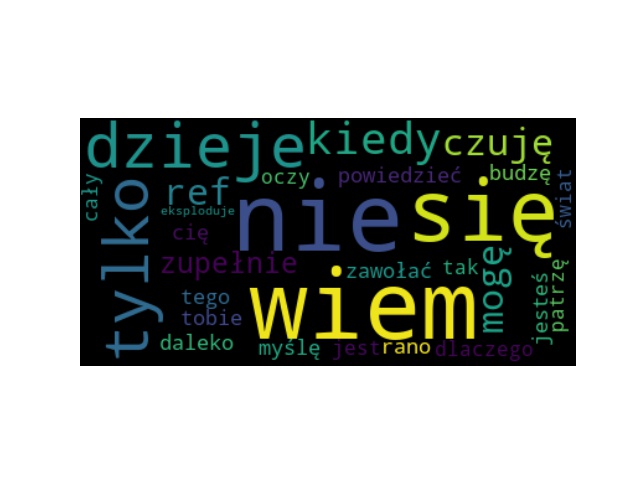 dzieje kiedy czuję
cały oczy powiedzieć budzę świat
tylko ref nie się
eksploduje
cię
zupełnie zawołać tak mogę jesteś patrzę
tego wiem
tobie
daleko myślę jest rano dlaczego